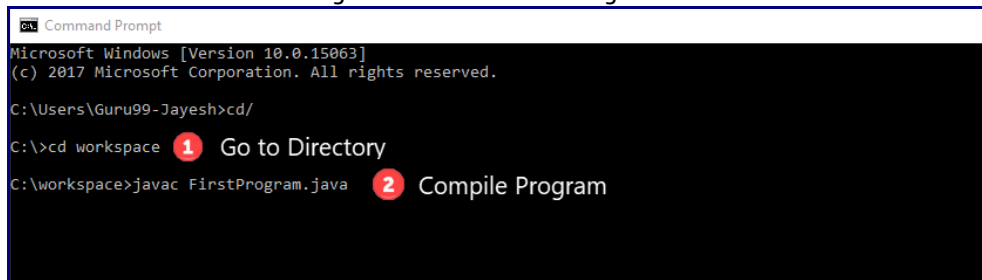 Command Prompt
Microsoft Windows [Version 10.0.15063]
(c) 2017 Microsoft Corporation. All rights reserved.
C:\Users\Guru99-Jayesh>cd/
C:\>cd workspace 1 Go to Directory
C:\workspace>javac FirstProgram.java 2 Compile Program